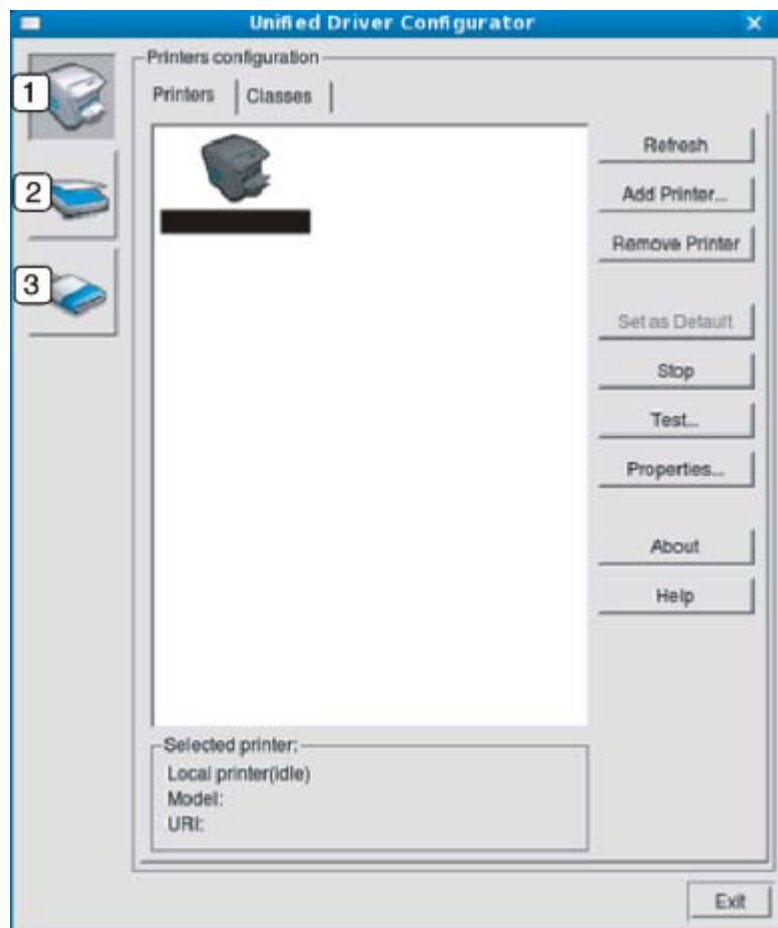 Unified Driver Configurator
X
Printers configuration
Printers
Classes
1
2
3
Refresh
Add Printer...
Remove Printer
Set as Default
Stop
Test...
Properties...
About
Help
Selected printer:
Local printer(idle)
Model:
URI:
Exit